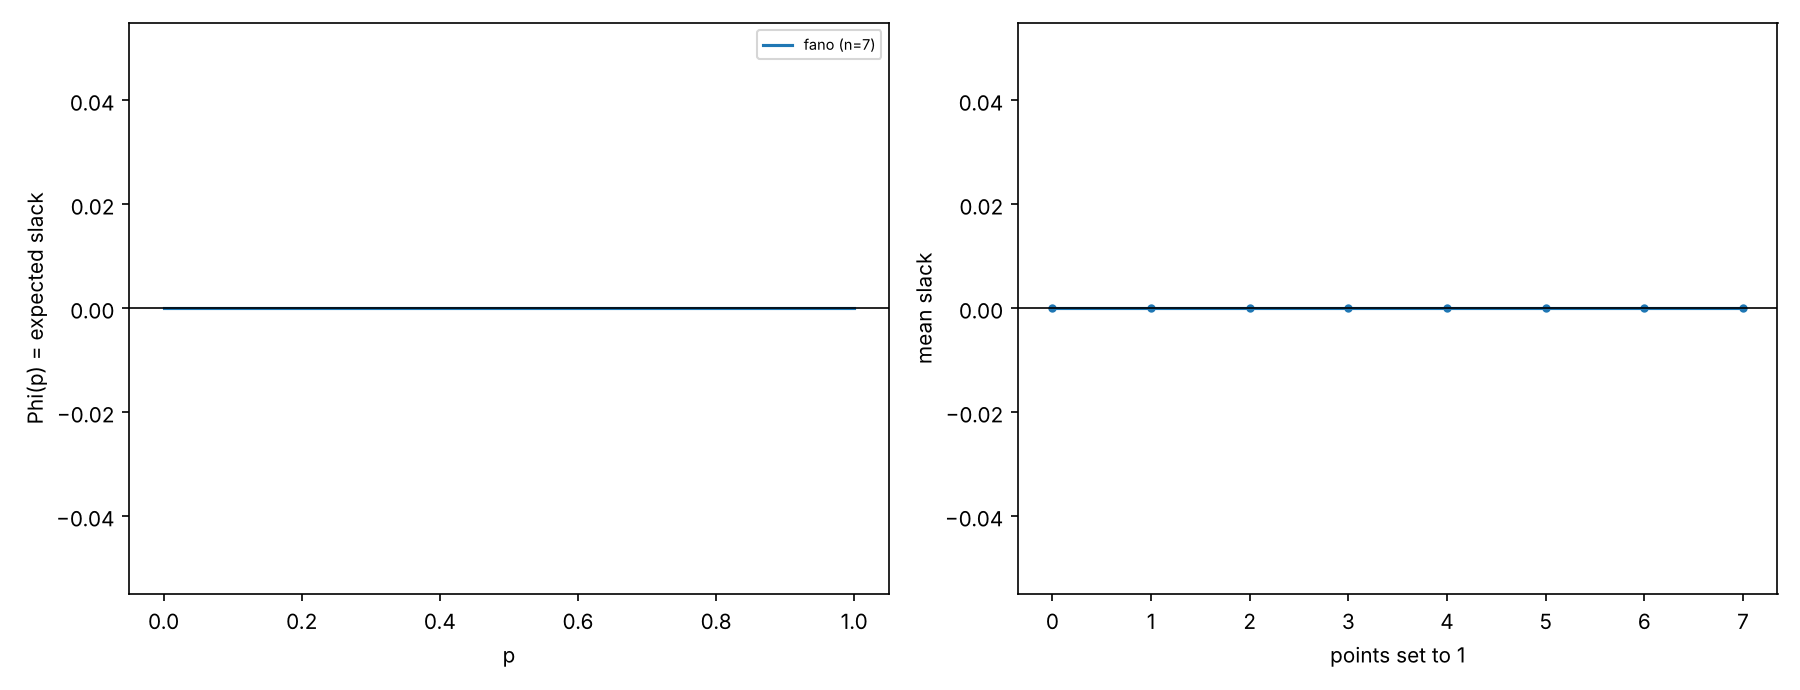 fano (n=7)
0.04
0.02
0.00
−0.02
−0.04
Phi(p) = expected slack
0.0 0.2 0.4 0.6 0.8 1.0
p
0.04
0.02
0.00
−0.02
−0.04
mean slack
0 1 2 3 4 5 6 7
points set to 1